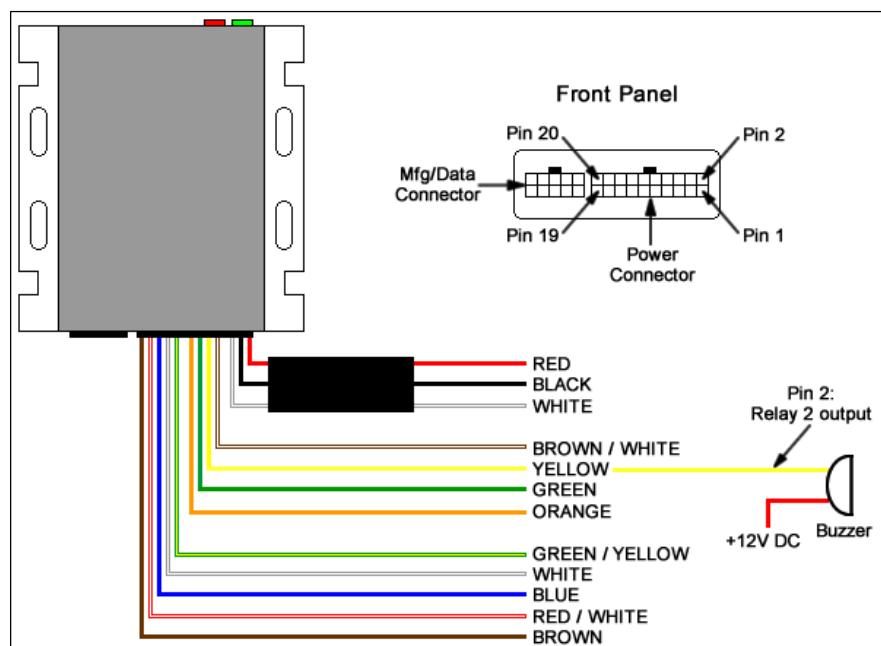 Front Panel
Pin 20
Pin 2
Mfg/Data
Connector
Pin 19
Pin 1
Power
Connector
RED
BLACK
WHITE
Pin 2:
Relay 2 output
BROWN / WHITE
YELLOW
GREEN
ORANGE
+12V DC
Buzzer
GREEN / YELLOW
WHITE
BLUE
RED / WHITE
BROWN